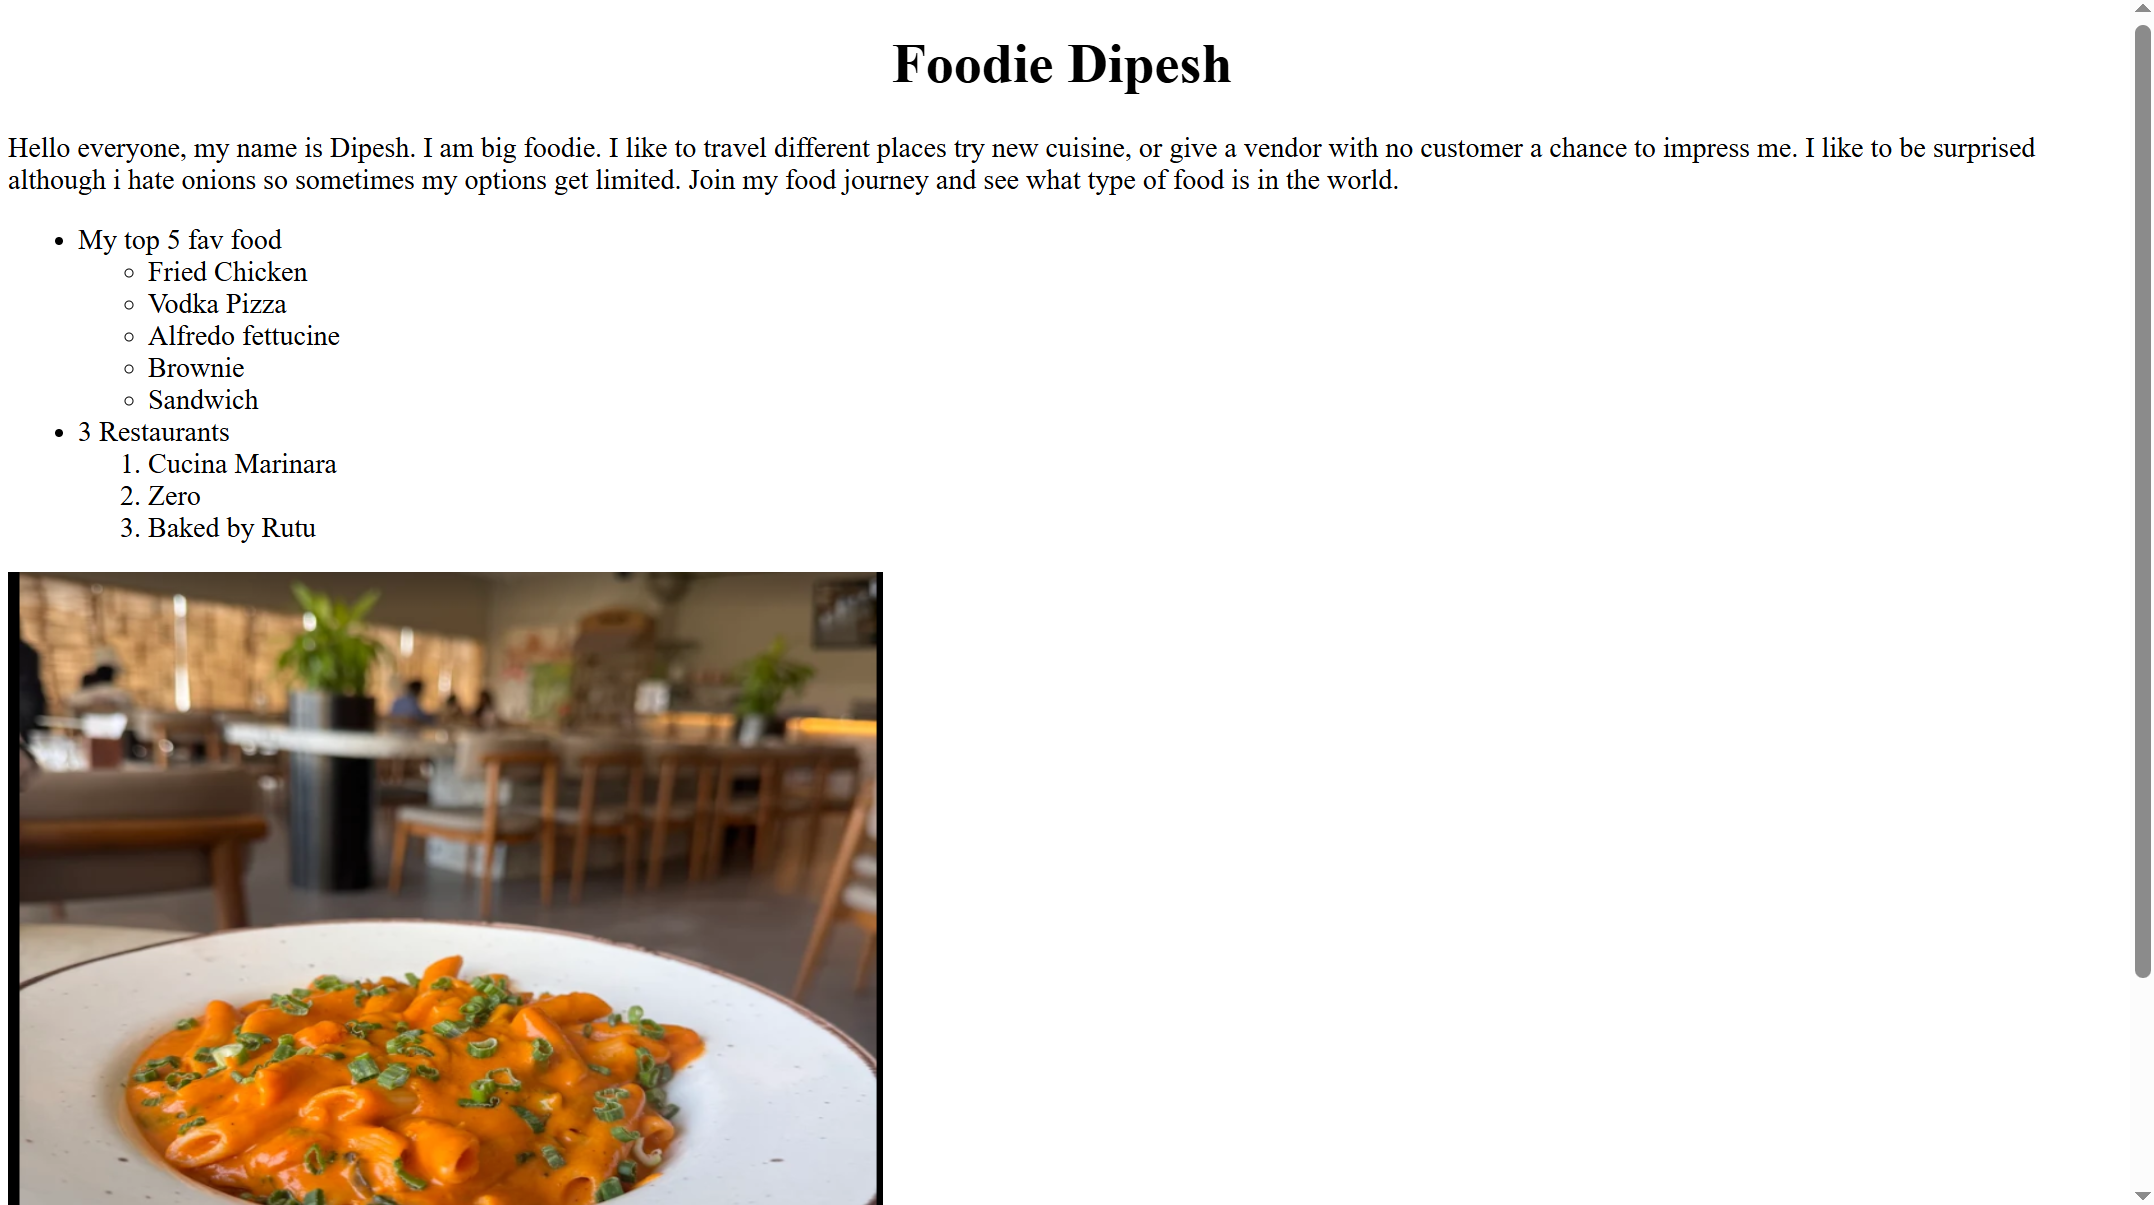 Foodie Dipesh
Hello everyone, my name is Dipesh. I am big foodie. I like to travel different places try new cuisine, or give a vendor with no customer a chance to impress me. I like to be surprised
although i hate onions so sometimes my options get limited. Join my food journey and see what type of food is in the world.
My top 5 fav food
Fried Chicken
Vodka Pizza
Alfredo fettucine
Brownie
Sandwich
3 Restaurants
1. Cucina Marinara
2. Zero
3. Baked by Rutu